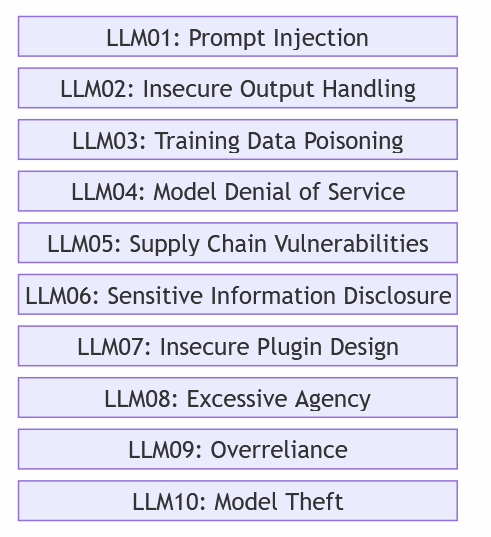 LLM01: Prompt Injection
LLM02: Insecure Output Handling
LLM03: Training Data Poisoning
LLM04: Model Denial of Service
LLM05: Supply Chain Vulnerabilities
LLM06: Sensitive Information Disclosure
LLM07: Insecure Plugin Design
LLM08: Excessive Agency
LLM09: Overreliance
LLM10: Model Theft